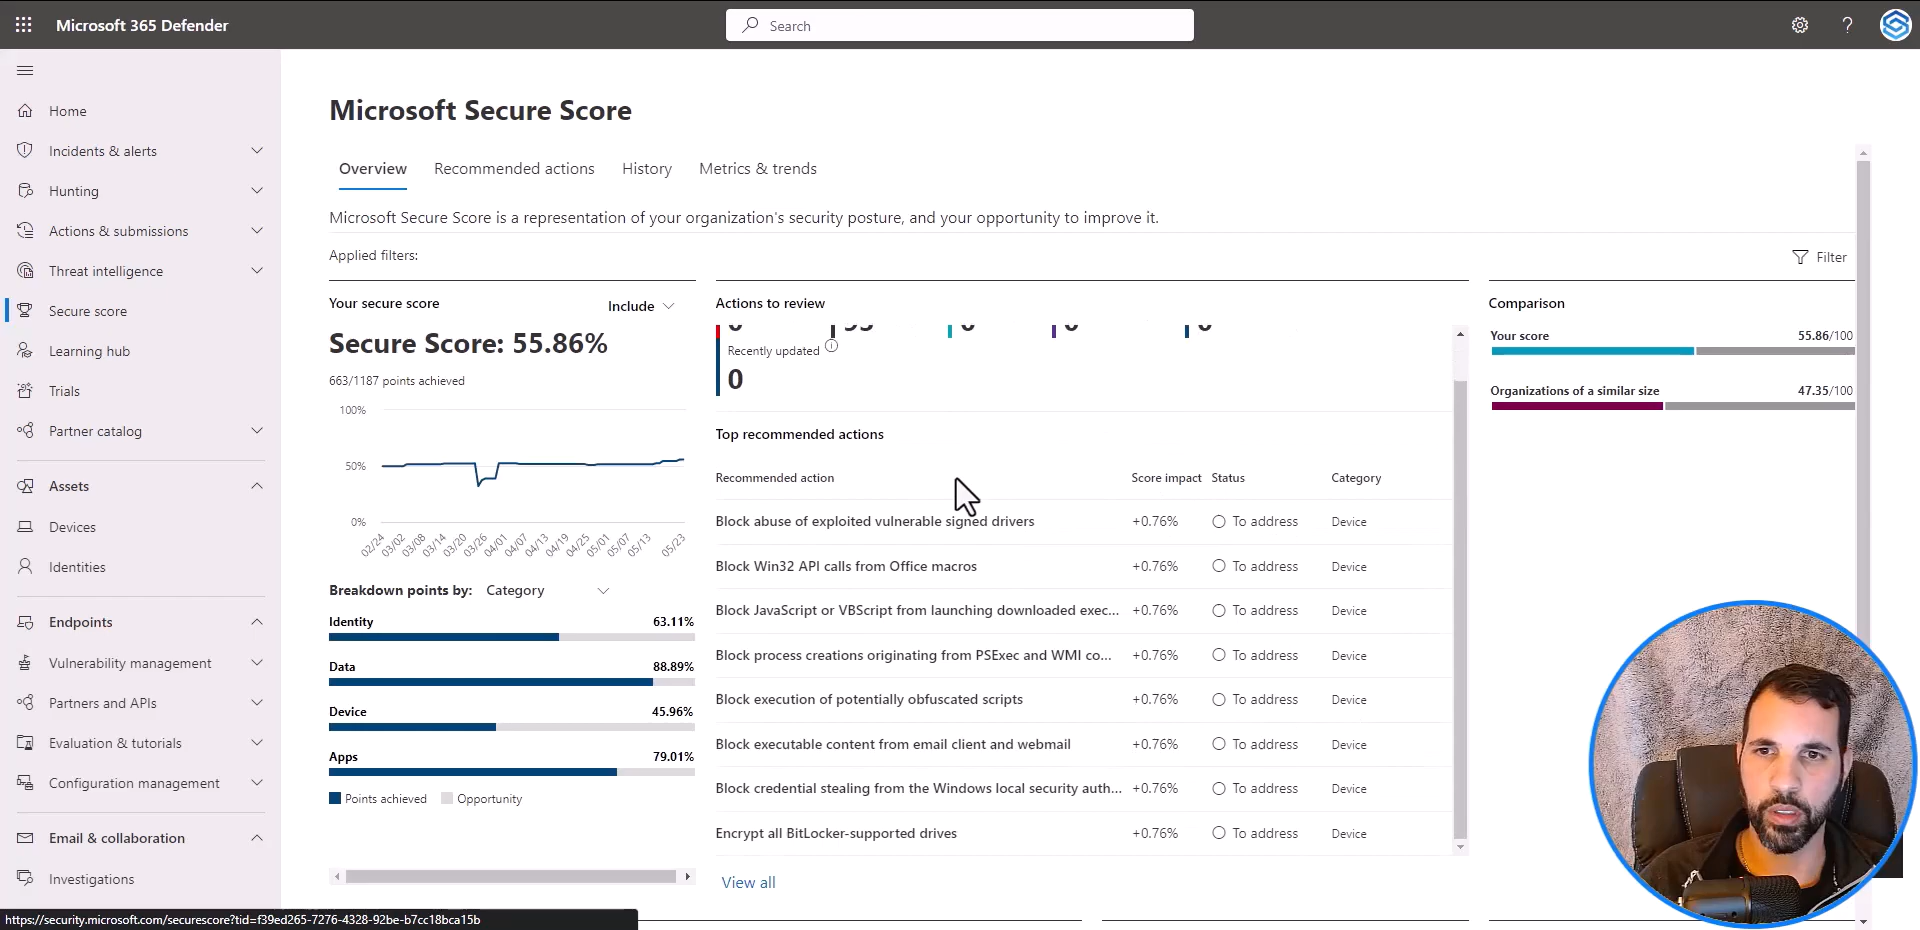 Microsoft 365 Defender
Search
?
Home
Incidents & alerts
Hunting
Actions & submissions
Threat intelligence
Secure score
Learning hub
Trials
Partner catalog
Assets
Devices
Identities
Endpoints
Vulnerability management
Partners and APIs
Evaluation & tutorials
Configuration management
Email & collaboration
Investigations
https://security.microsoft.com/securescore?tid=f39ed265-7276-4328-92be-b7cc18bca15b
Microsoft Secure Score
Overview Recommended actions History Metrics & trends
Microsoft Secure Score is a representation of your organization's security posture, and your opportunity to improve it.
Applied filters:
Filter
Your secure score
Include
Secure Score: 55.86%
663/1187 points achieved
100%
50%
0%
02/24 03/02 03/08 03/14 03/20 03/26 04/01 04/07 04/13 04/19 04/25 05/01 05/07 05/13 05/23
Breakdown points by: Category
Identity 63.11%
Data 88.89%
Device 45.96%
Apps 79.01%
Points achieved Opportunity
Actions to review
Recently updated
0
Top recommended actions
Recommended action Score impact Status Category
Block abuse of exploited vulnerable signed drivers +0.76% To address Device
Block Win32 API calls from Office macros +0.76% To address Device
Block JavaScript or VBScript from launching downloaded exec... +0.76% To address Device
Block process creations originating from PSExec and WMI co... +0.76% To address Device
Block execution of potentially obfuscated scripts +0.76% To address Device
Block executable content from email client and webmail +0.76% To address Device
Block credential stealing from the Windows local security auth... +0.76% To address Device
Encrypt all BitLocker-supported drives +0.76% To address Device
View all
Comparison
Your score 55.86/100
Organizations of a similar size 47.35/100